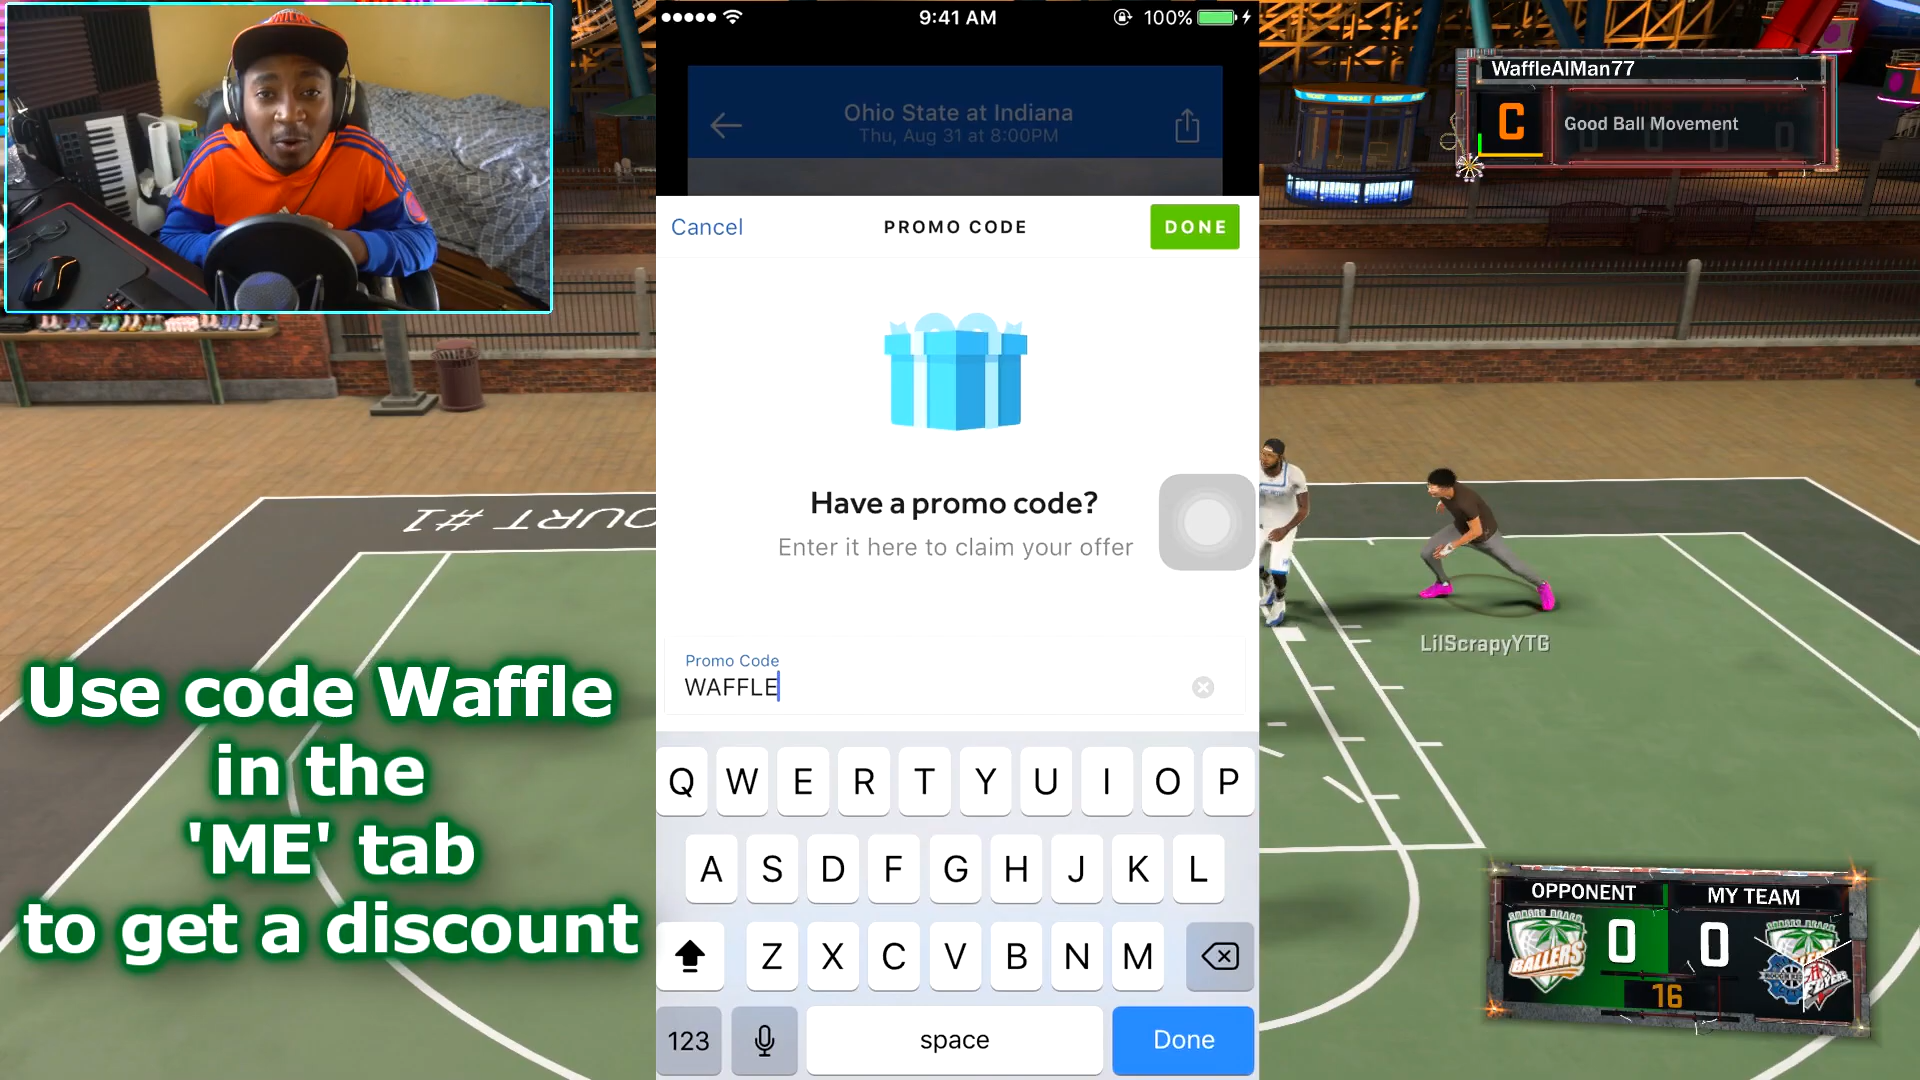 9:41 AM
100%
Ohio State at Indiana
Thu, Aug 31 at 8:00PM
Cancel
PROMO CODE
DONE
Have a promo code?
Enter it here to claim your offer
Promo Code
WAFFLE
Q W E R T Y U I O P
A S D F G H J K L
Z X C V B N M
123
space
Done
Use code Waffle
in the
'ME' tab
to get a discount
WaffleAlMan77
C
Good Ball Movement
LilScrapyYTG
OPPONENT
MY TEAM
BALLERS
0
0
16
TICKET